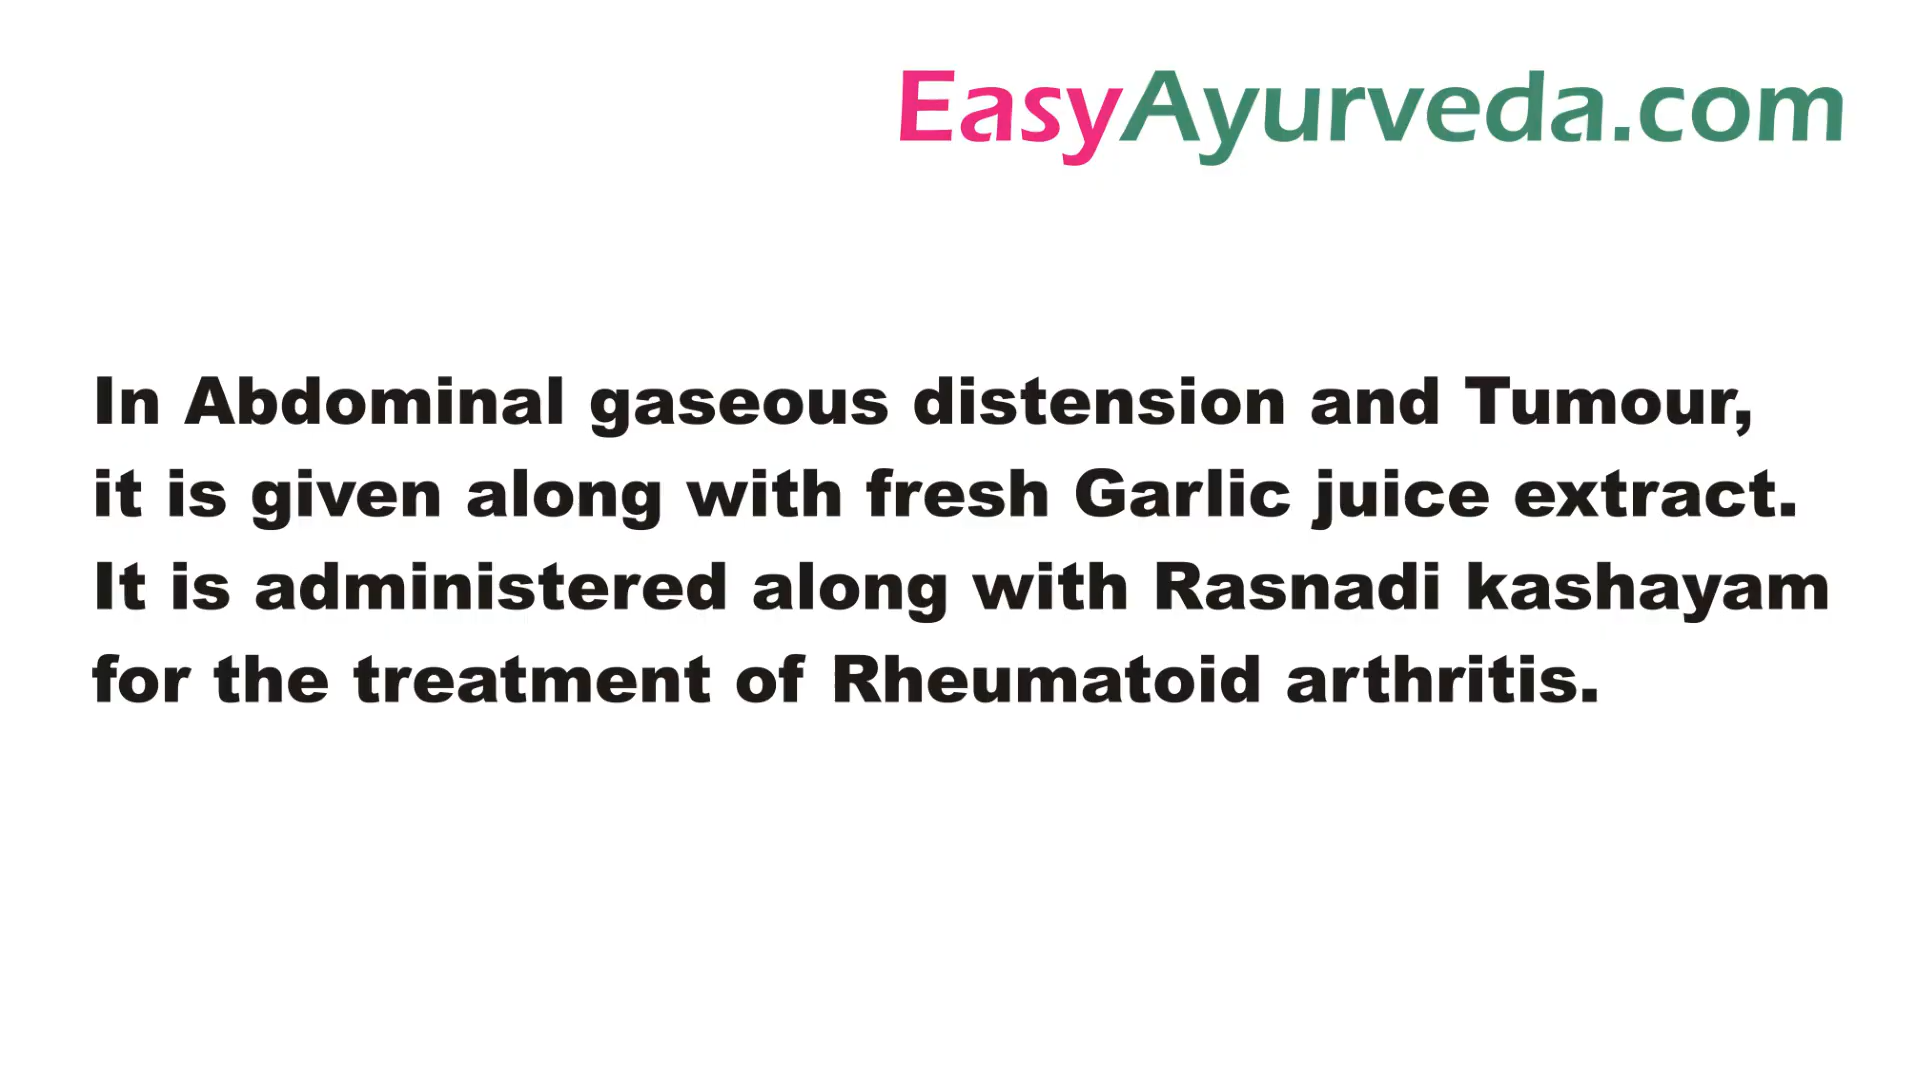 EasyAyurveda.com
In Abdominal gaseous distension and Tumour,
it is given along with fresh Garlic juice extract.
It is administered along with Rasnadi kashayam
for the treatment of Rheumatoid arthritis.